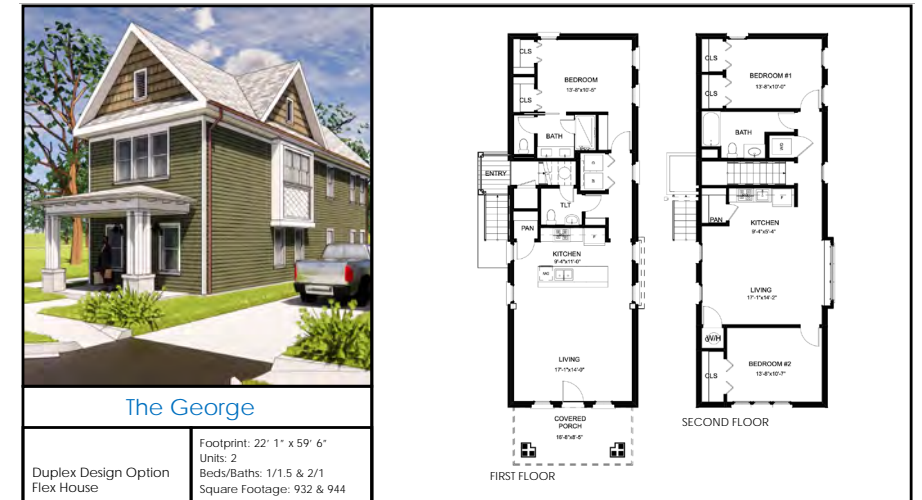 The George
Duplex Design Option
Flex House
Footprint: 22' 1" x 59' 6"
Units: 2
Beds/Baths: 1/1.5 & 2/1
Square Footage: 932 & 944
CLS
BEDROOM
13'-8"x10'-5"
CLS
BATH
ENTRY
TLT
PAN
KITCHEN
9'-4"x11'-0"
LIVING
17'-1"x14'-0"
COVERED
PORCH
16'-8"x8'-5"
FIRST FLOOR
CLS
BEDROOM #1
13'-8"x10'-0"
CLS
BATH
PAN
KITCHEN
9'-4"x5'-4"
LIVING
17'-1"x14'-2"
W/H
BEDROOM #2
13'-8"x10'-7"
CLS
SECOND FLOOR